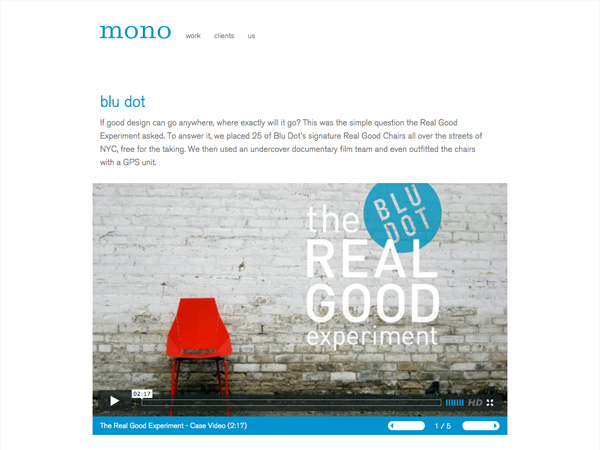 mono
work clients us
blu dot
If good design can go anywhere, where exactly will it go? This was the simple question the Real Good
Experiment asked. To answer it, we placed 25 of Blu Dot's signature Real Good Chairs all over the streets of
NYC, free for the taking. We then used an undercover documentary film team and even outfitted the chairs
with a GPS unit.
BLU
DOT
the
REAL
GOOD
experiment
02:17
HD
The Real Good Experiment - Case Video (2:17)
1 / 5